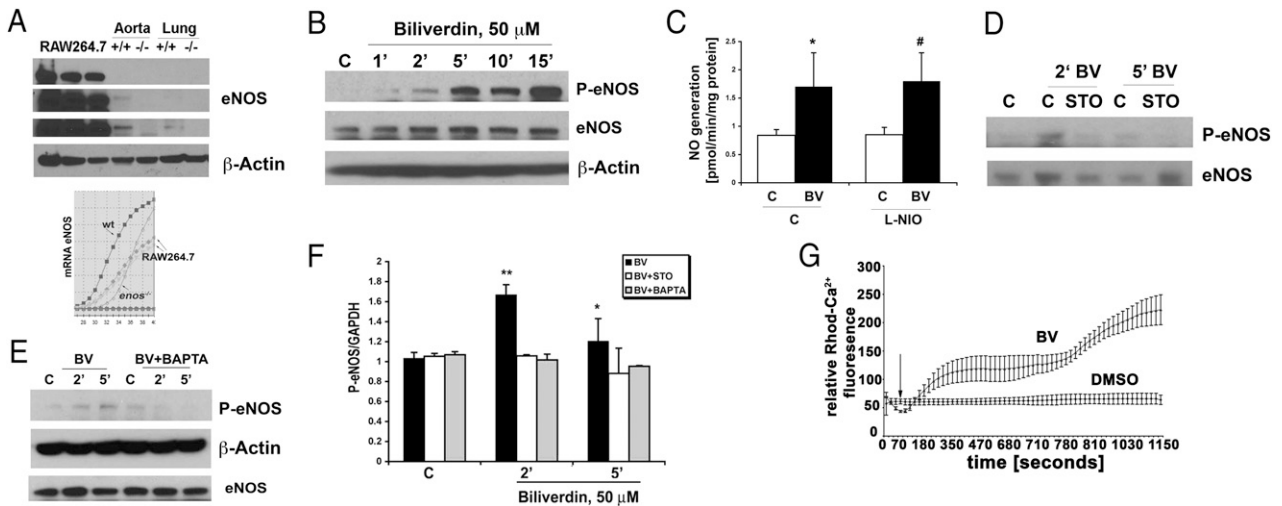 A
Aorta Lung
RAW264.7 +/+ -/- +/+ -/-
eNOS
β-Actin
mRNA eNOS
wt
RAW264.7
enos-/-
B
Biliverdin, 50 μM
C 1’ 2’ 5’ 10’ 15’
P-eNOS
eNOS
β-Actin
C
NO generation
[pmol/min/mg protein]
2.5
2
1.5
1
0.5
0
* #
C BV C BV
C L-NIO
D
2‘ BV 5’ BV
C C STO C STO
P-eNOS
eNOS
E
BV BV+BAPTA
C 2’ 5’ C 2’ 5’
P-eNOS
β-Actin
eNOS
F
P-eNOS/GAPDH
2
1.8
1.6
1.4
1.2
1
0.8
0.6
0.4
0.2
0
** *
BV
BV+STO
BV+BAPTA
C 2’ 5’
Biliverdin, 50 μM
G
relative Rhod-Ca2+
fluoresence
300
250
200
150
100
50
0
BV
DMSO
0 70 180 350 470 680 710 780 810 1030 1150
time [seconds]